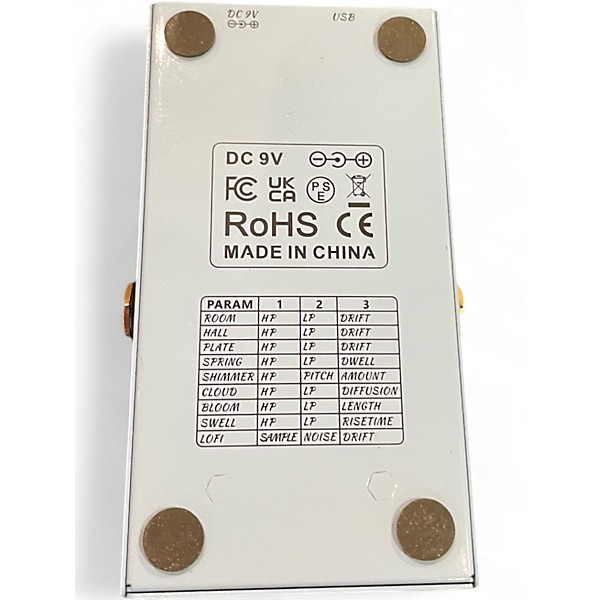 DC 9V USB
DC 9V
FC UK CA PSE
RoHS CE
MADE IN CHINA
PARAM 1 2 3
ROOM HP LP DRIFT
HALL HP LP DRIFT
PLATE HP LP DRIFT
SPRING HP LP DWELL
SHIMMER HP PITCH AMOUNT
CLOUD HP LP DIFFUSION
BLOOM HP LP LENGTH
SWELL HP LP RISETIME
LOFI SAMPLE NOISE DRIFT